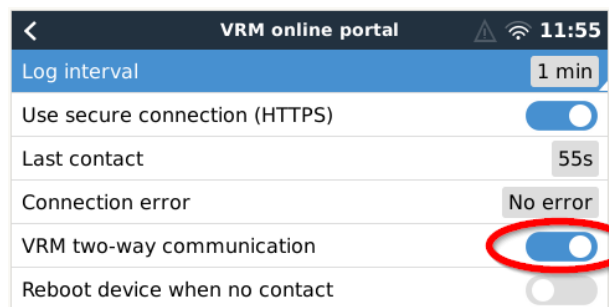 VRM online portal 11:55
Log interval 1 min
Use secure connection (HTTPS)
Last contact 55s
Connection error No error
VRM two-way communication
Reboot device when no contact